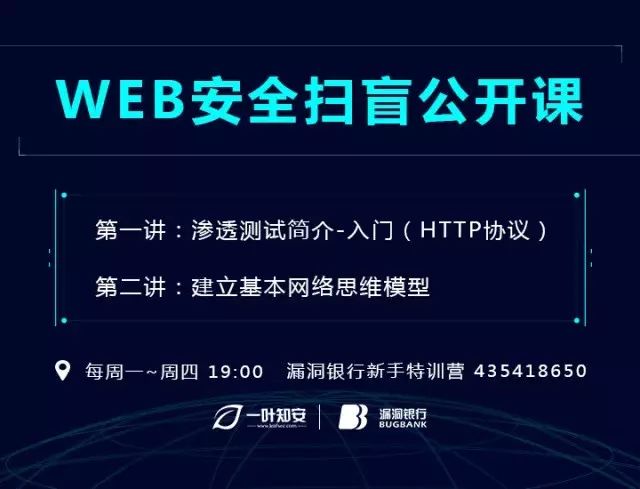 WEB安全扫盲公开课
第一讲：渗透测试简介-入门（HTTP协议）
第二讲：建立基本网络思维模型
每周一~周四 19:00 漏洞银行新手特训营 435418650
一叶知安
www.leafsec.com
漏洞银行
BUGBANK